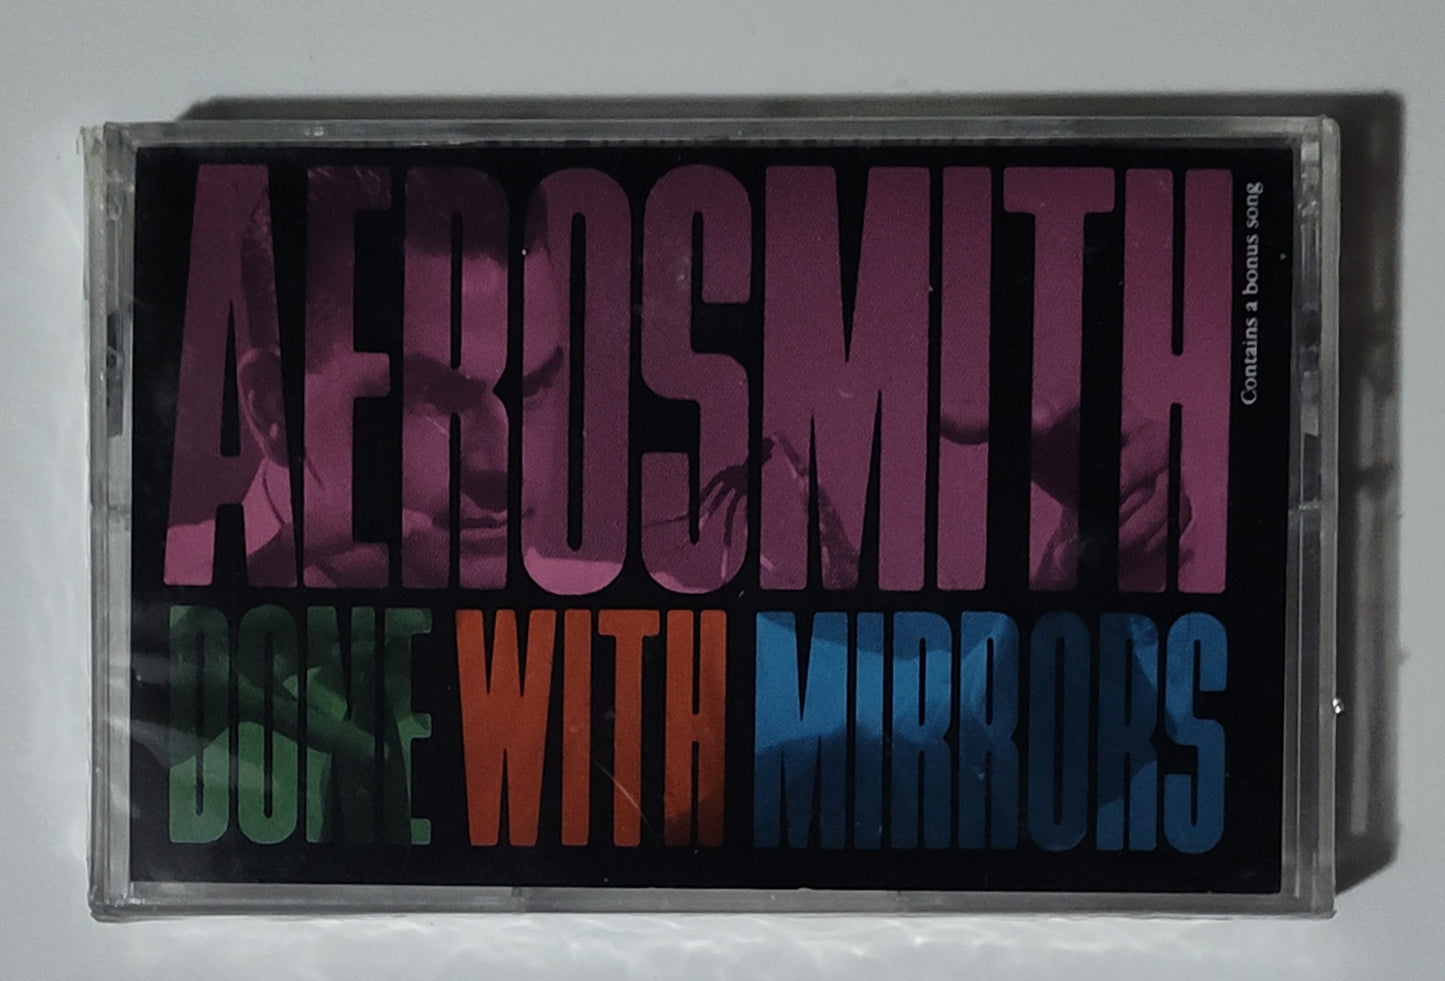 AEROSMITH
DONE WITH MIRRORS
Contains a bonus song